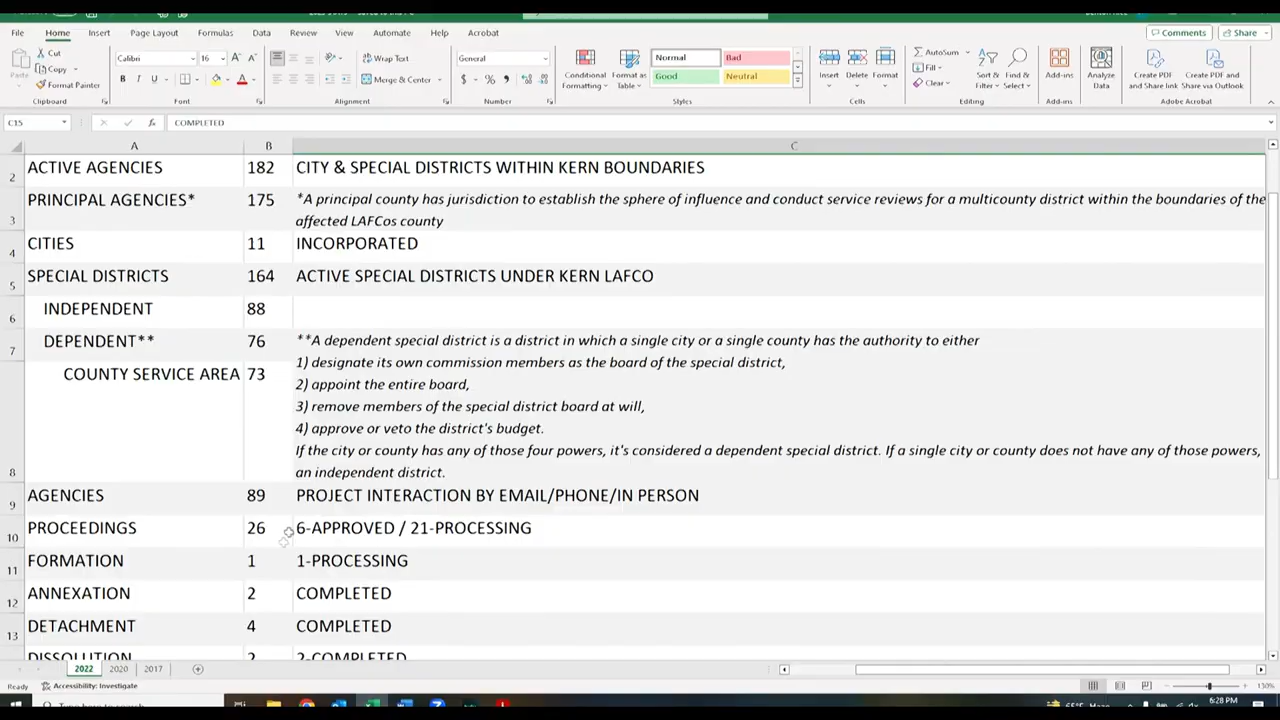 File Home Insert Page Layout Formulas Data Review View Automate Help Acrobat Comments Share
Cut
Copy
Format Painter
Paste
Clipboard
Calibri 16
B I U
Font
Wrap Text
Merge & Center
Alignment
General
$ % ,
Number
Conditional Formatting
Format as Table
Normal Bad
Good Neutral
Styles
Insert Delete Format
Cells
AutoSum
Fill
Clear
Sort & Filter
Find & Select
Editing
Add-ins
Add-ins
Analyze Data
Create PDF and Share link
Create PDF and Share via Outlook
Adobe Acrobat
C15 fx COMPLETED
A B C
2 ACTIVE AGENCIES 182 CITY & SPECIAL DISTRICTS WITHIN KERN BOUNDARIES
3 PRINCIPAL AGENCIES* 175 *A principal county has jurisdiction to establish the sphere of influence and conduct service reviews for a multicounty district within the boundaries of the
affected LAFCos county
4 CITIES 11 INCORPORATED
5 SPECIAL DISTRICTS 164 ACTIVE SPECIAL DISTRICTS UNDER KERN LAFCO
6 INDEPENDENT 88
7 DEPENDENT** 76 **A dependent special district is a district in which a single city or a single county has the authority to either
1) designate its own commission members as the board of the special district,
8 COUNTY SERVICE AREA 73
2) appoint the entire board,
3) remove members of the special district board at will,
4) approve or veto the district's budget.
If the city or county has any of those four powers, it's considered a dependent special district. If a single city or county does not have any of those powers,
an independent district.
9 AGENCIES 89 PROJECT INTERACTION BY EMAIL/PHONE/IN PERSON
10 PROCEEDINGS 26 6-APPROVED / 21-PROCESSING
11 FORMATION 1 1-PROCESSING
12 ANNEXATION 2 COMPLETED
13 DETACHMENT 4 COMPLETED
DISSOLUTION 2 2-COMPLETED
2022 2020 2017
Ready Accessibility: Investigate 130%
65°F Haze 6:28 PM